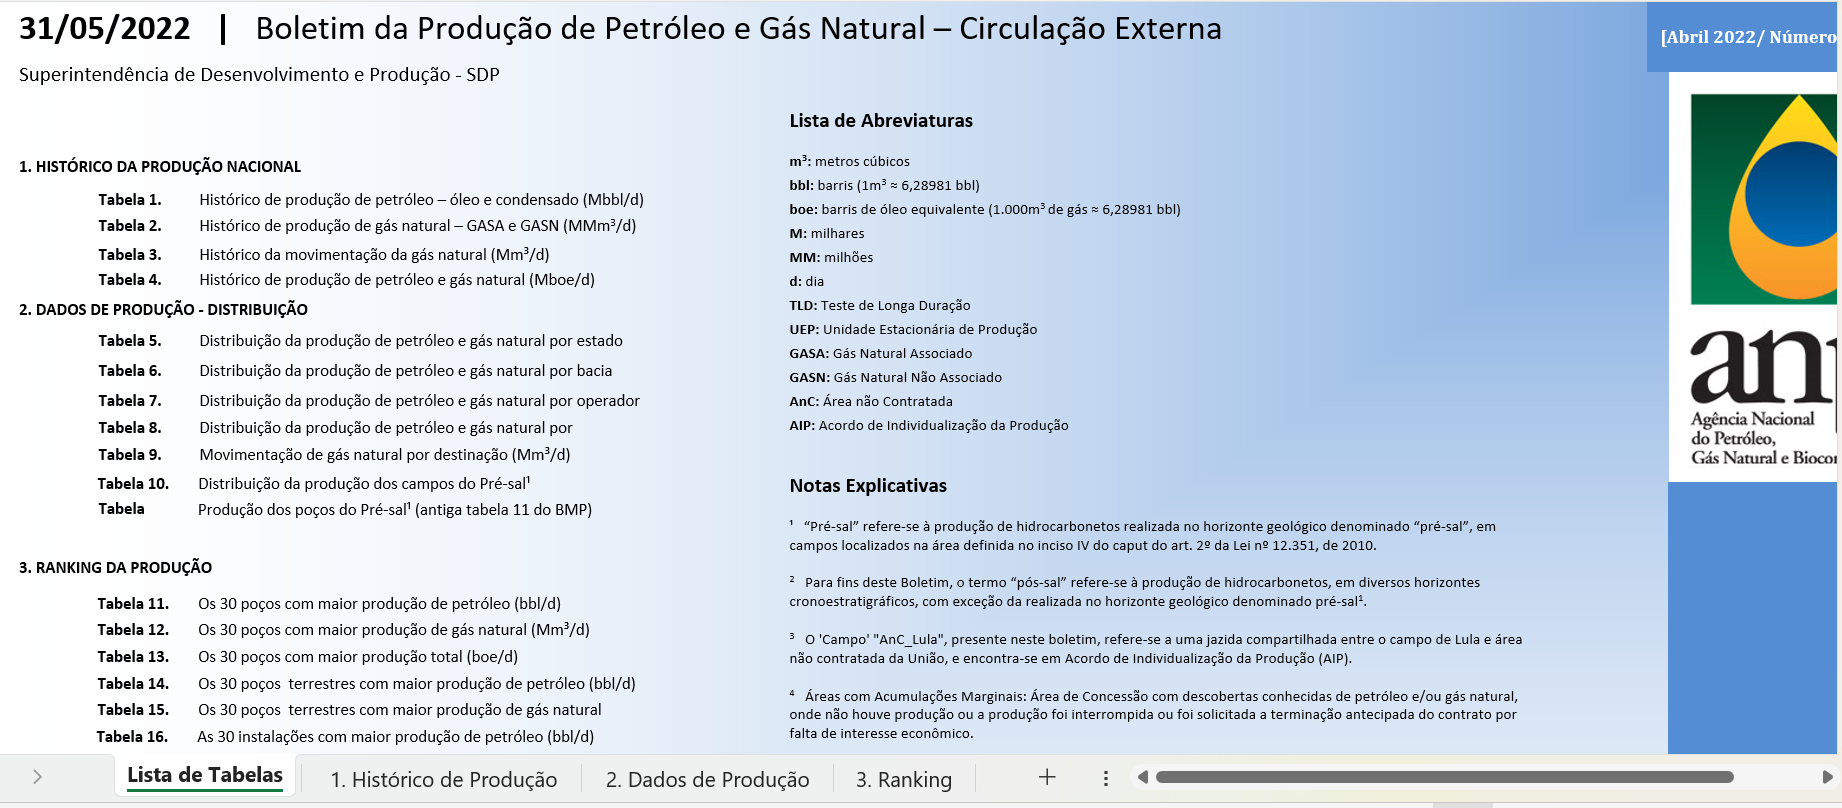 31/05/2022 | Boletim da Produção de Petróleo e Gás Natural – Circulação Externa
[Abril 2022/ Número
Superintendência de Desenvolvimento e Produção - SDP
1. HISTÓRICO DA PRODUÇÃO NACIONAL
Tabela 1. Histórico de produção de petróleo – óleo e condensado (Mbbl/d)
Tabela 2. Histórico de produção de gás natural – GASA e GASN (MMm³/d)
Tabela 3. Histórico da movimentação da gás natural (Mm³/d)
Tabela 4. Histórico de produção de petróleo e gás natural (Mboe/d)
2. DADOS DE PRODUÇÃO - DISTRIBUIÇÃO
Tabela 5. Distribuição da produção de petróleo e gás natural por estado
Tabela 6. Distribuição da produção de petróleo e gás natural por bacia
Tabela 7. Distribuição da produção de petróleo e gás natural por operador
Tabela 8. Distribuição da produção de petróleo e gás natural por
Tabela 9. Movimentação de gás natural por destinação (Mm³/d)
Tabela 10. Distribuição da produção dos campos do Pré-sal¹
Tabela Produção dos poços do Pré-sal¹ (antiga tabela 11 do BMP)
3. RANKING DA PRODUÇÃO
Tabela 11. Os 30 poços com maior produção de petróleo (bbl/d)
Tabela 12. Os 30 poços com maior produção de gás natural (Mm³/d)
Tabela 13. Os 30 poços com maior produção total (boe/d)
Tabela 14. Os 30 poços terrestres com maior produção de petróleo (bbl/d)
Tabela 15. Os 30 poços terrestres com maior produção de gás natural
Tabela 16. As 30 instalações com maior produção de petróleo (bbl/d)
Lista de Abreviaturas
m³: metros cúbicos
bbl: barris (1m³ ≈ 6,28981 bbl)
boe: barris de óleo equivalente (1.000m³ de gás ≈ 6,28981 bbl)
M: milhares
MM: milhões
d: dia
TLD: Teste de Longa Duração
UEP: Unidade Estacionária de Produção
GASA: Gás Natural Associado
GASN: Gás Natural Não Associado
AnC: Área não Contratada
AIP: Acordo de Individualização da Produção
Notas Explicativas
¹ “Pré-sal” refere-se à produção de hidrocarbonetos realizada no horizonte geológico denominado “pré-sal”, em
campos localizados na área definida no inciso IV do caput do art. 2º da Lei nº 12.351, de 2010.
² Para fins deste Boletim, o termo “pós-sal” refere-se à produção de hidrocarbonetos, em diversos horizontes
cronoestratigráficos, com exceção da realizada no horizonte geológico denominado pré-sal¹.
³ O 'Campo' "AnC_Lula", presente neste boletim, refere-se a uma jazida compartilhada entre o campo de Lula e área
não contratada da União, e encontra-se em Acordo de Individualização da Produção (AIP).
⁴ Áreas com Acumulações Marginais: Área de Concessão com descobertas conhecidas de petróleo e/ou gás natural,
onde não houve produção ou a produção foi interrompida ou foi solicitada a terminação antecipada do contrato por
falta de interesse econômico.
an
Agência Nacional
do Petróleo,
Gás Natural e Biocor
Lista de Tabelas
1. Histórico de Produção
2. Dados de Produção
3. Ranking